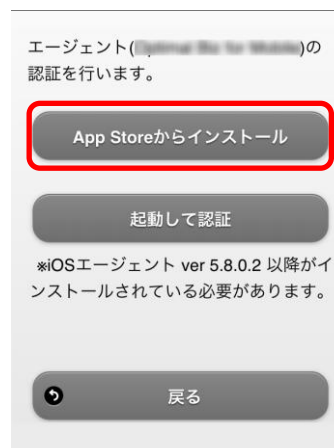 エージェント( )の
認証を行います。
App Storeからインストール
起動して認証
※iOSエージェント ver 5.8.0.2 以降がイ
ンストールされている必要があります。
戻る